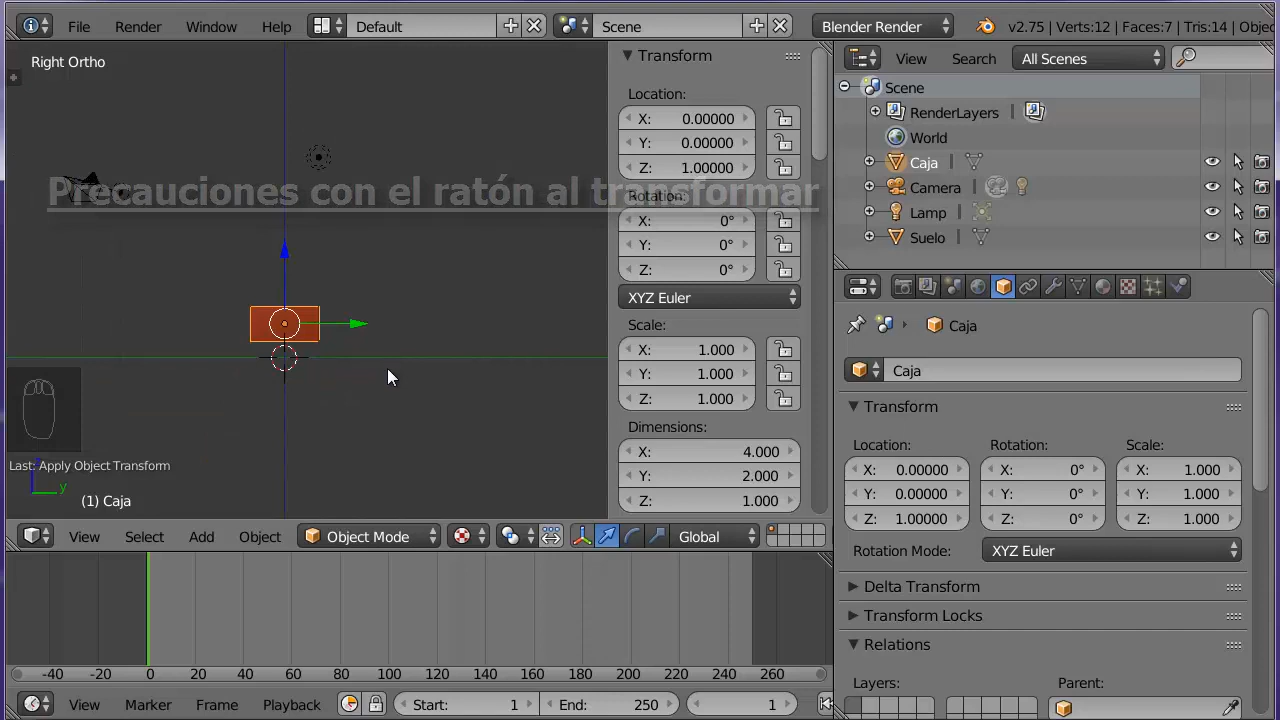 File Render Window Help Default Scene Blender Render v2.75 | Verts:12 | Faces:7 | Tris:14 | Objec
Right Ortho
Precauciones con el ratón al transformar
(1) Caja
Last: Apply Object Transform
y
Transform
Location:
X: 0.00000
Y: 0.00000
Z: 1.00000
Rotation:
X: 0°
Y: 0°
Z: 0°
XYZ Euler
Scale:
X: 1.000
Y: 1.000
Z: 1.000
Dimensions:
X: 4.000
Y: 2.000
Z: 1.000
View Select Add Object Object Mode Global
-40 -20 0 20 40 60 80 100 120 140 160 180 200 220 240 260
View Marker Frame Playback Start: 1 End: 250 1
View Search All Scenes
Scene
RenderLayers
World
Caja
Camera
Lamp
Suelo
Caja
Caja
Transform
Location: Rotation: Scale:
X: 0.00000 X: 0° X: 1.000
Y: 0.00000 Y: 0° Y: 1.000
Z: 1.00000 Z: 0° Z: 1.000
Rotation Mode: XYZ Euler
Delta Transform
Transform Locks
Relations
Layers: Parent: